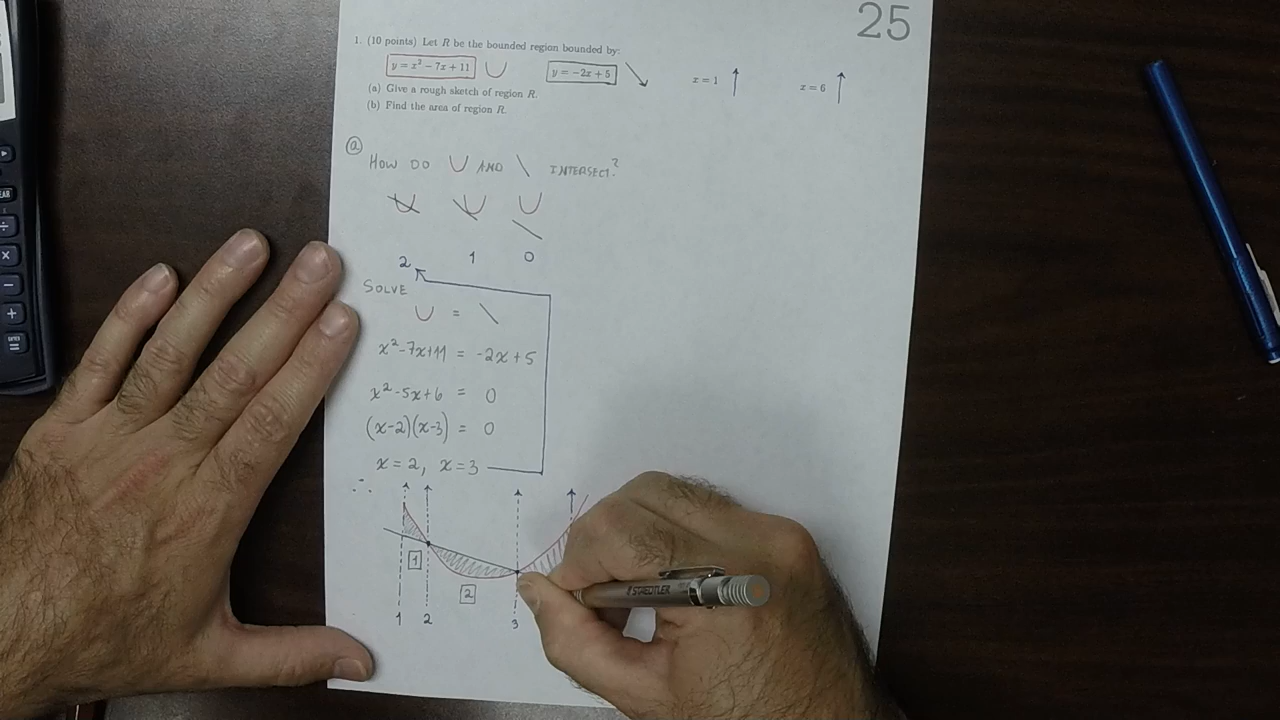 25
1. (10 points) Let R be the bounded region bounded by:
y = x² − 7x + 11 y = −2x + 5 x = 1 x = 6
(a) Give a rough sketch of region R.
(b) Find the area of region R.
a
HOW DO ∪ AND \ INTERSECT?
2 1 0
SOLVE
∪ = \
x²-7x+11 = -2x+5
x²-5x+6 = 0
(x-2)(x-3) = 0
x=2, x=3
∴
1
2
1 2 3
STAEDTLER